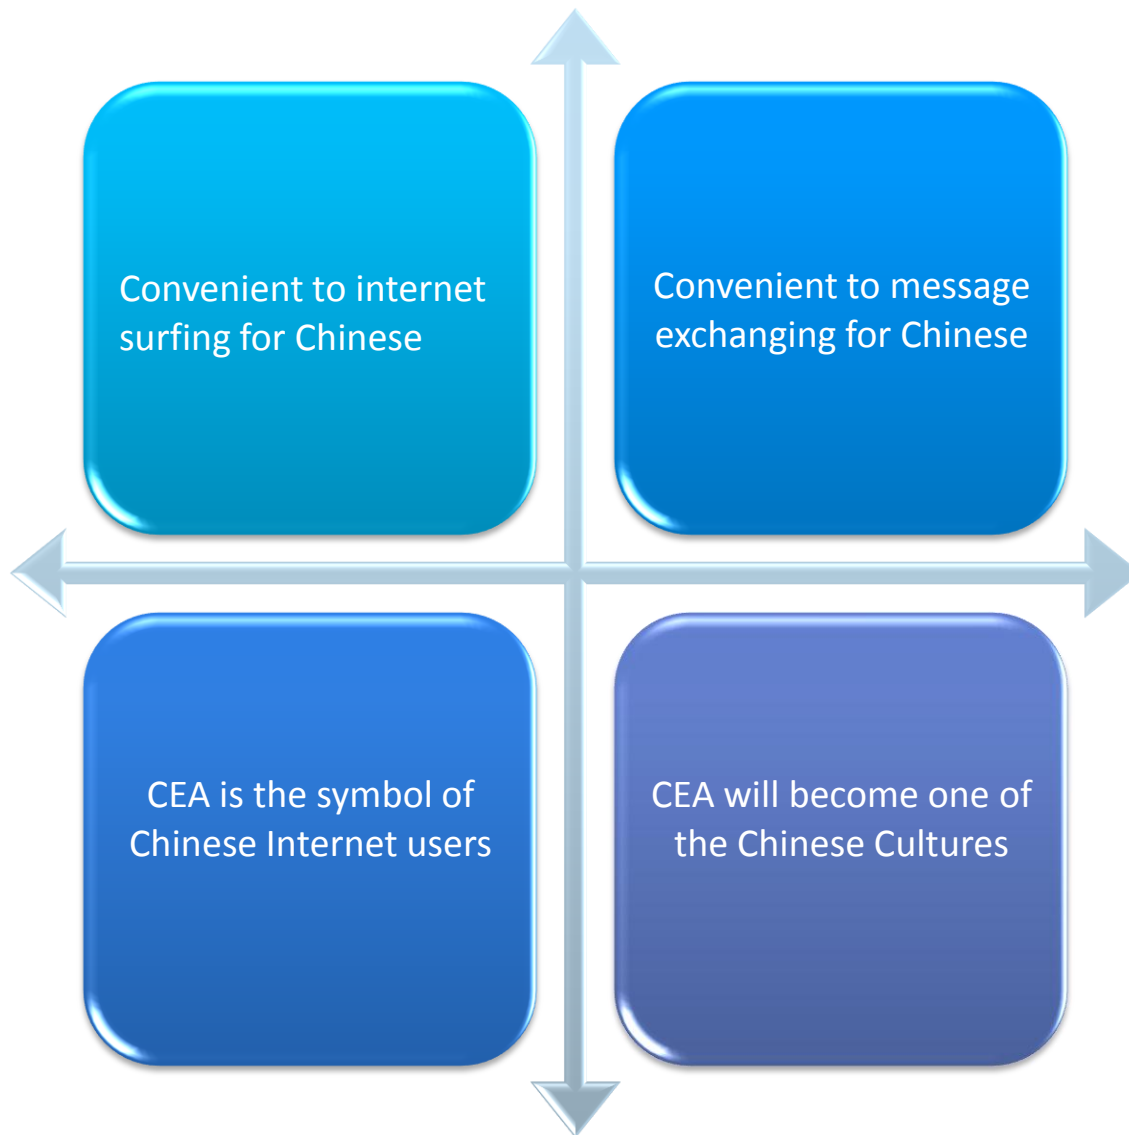 Convenient to internet
surfing for Chinese
Convenient to message
exchanging for Chinese
CEA is the symbol of
Chinese Internet users
CEA will become one of
the Chinese Cultures